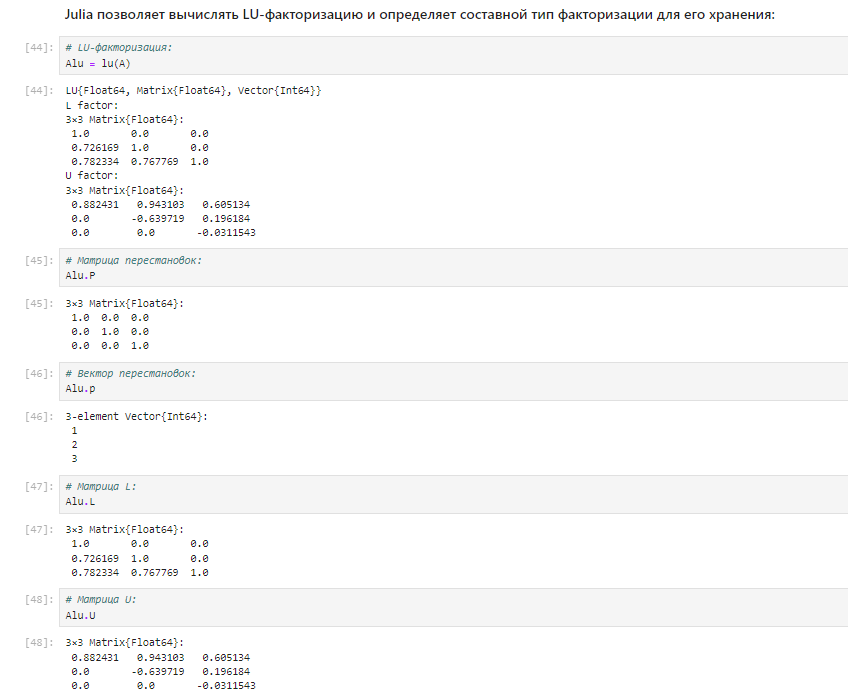 Julia позволяет вычислять LU-факторизацию и определяет составной тип факторизации для его хранения:
[44]: # LU-факторизация:
Alu = lu(A)
[44]: LU{Float64, Matrix{Float64}, Vector{Int64}}
L factor:
3×3 Matrix{Float64}:
1.0 0.0 0.0
0.726169 1.0 0.0
0.782334 0.767769 1.0
U factor:
3×3 Matrix{Float64}:
0.882431 0.943103 0.605134
0.0 -0.639719 0.196184
0.0 0.0 -0.0311543
[45]: # Матрица перестановок:
Alu.P
[45]: 3×3 Matrix{Float64}:
1.0 0.0 0.0
0.0 1.0 0.0
0.0 0.0 1.0
[46]: # Вектор перестановок:
Alu.p
[46]: 3-element Vector{Int64}:
1
2
3
[47]: # Матрица L:
Alu.L
[47]: 3×3 Matrix{Float64}:
1.0 0.0 0.0
0.726169 1.0 0.0
0.782334 0.767769 1.0
[48]: # Матрица U:
Alu.U
[48]: 3×3 Matrix{Float64}:
0.882431 0.943103 0.605134
0.0 -0.639719 0.196184
0.0 0.0 -0.0311543